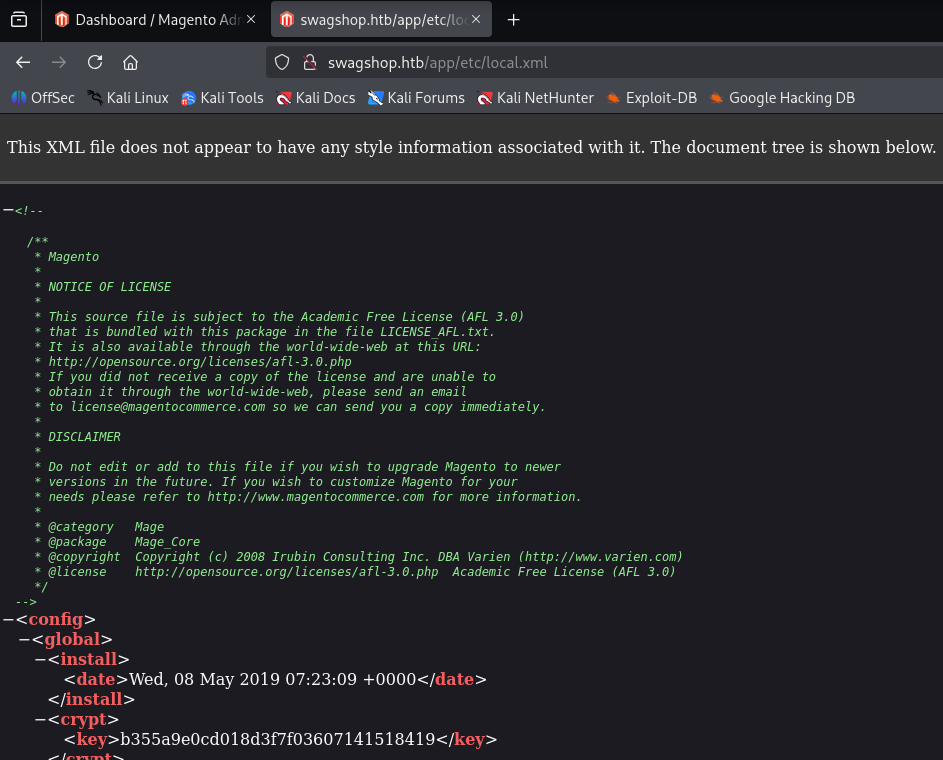 Dashboard / Magento Adr
swagshop.htb/app/etc/loc
swagshop.htb/app/etc/local.xml
OffSec Kali Linux Kali Tools Kali Docs Kali Forums Kali NetHunter Exploit-DB Google Hacking DB
This XML file does not appear to have any style information associated with it. The document tree is shown below.
−<!--
/**
* Magento
*
* NOTICE OF LICENSE
*
* This source file is subject to the Academic Free License (AFL 3.0)
* that is bundled with this package in the file LICENSE_AFL.txt.
* It is also available through the world-wide-web at this URL:
* http://opensource.org/licenses/afl-3.0.php
* If you did not receive a copy of the license and are unable to
* obtain it through the world-wide-web, please send an email
* to license@magentocommerce.com so we can send you a copy immediately.
*
* DISCLAIMER
*
* Do not edit or add to this file if you wish to upgrade Magento to newer
* versions in the future. If you wish to customize Magento for your
* needs please refer to http://www.magentocommerce.com for more information.
*
* @category   Mage
* @package    Mage_Core
* @copyright  Copyright (c) 2008 Irubin Consulting Inc. DBA Varien (http://www.varien.com)
* @license    http://opensource.org/licenses/afl-3.0.php  Academic Free License (AFL 3.0)
*/
-->
−<config>
−<global>
−<install>
<date>Wed, 08 May 2019 07:23:09 +0000</date>
</install>
−<crypt>
<key>b355a9e0cd018d3f7f03607141518419</key>
</crypt>